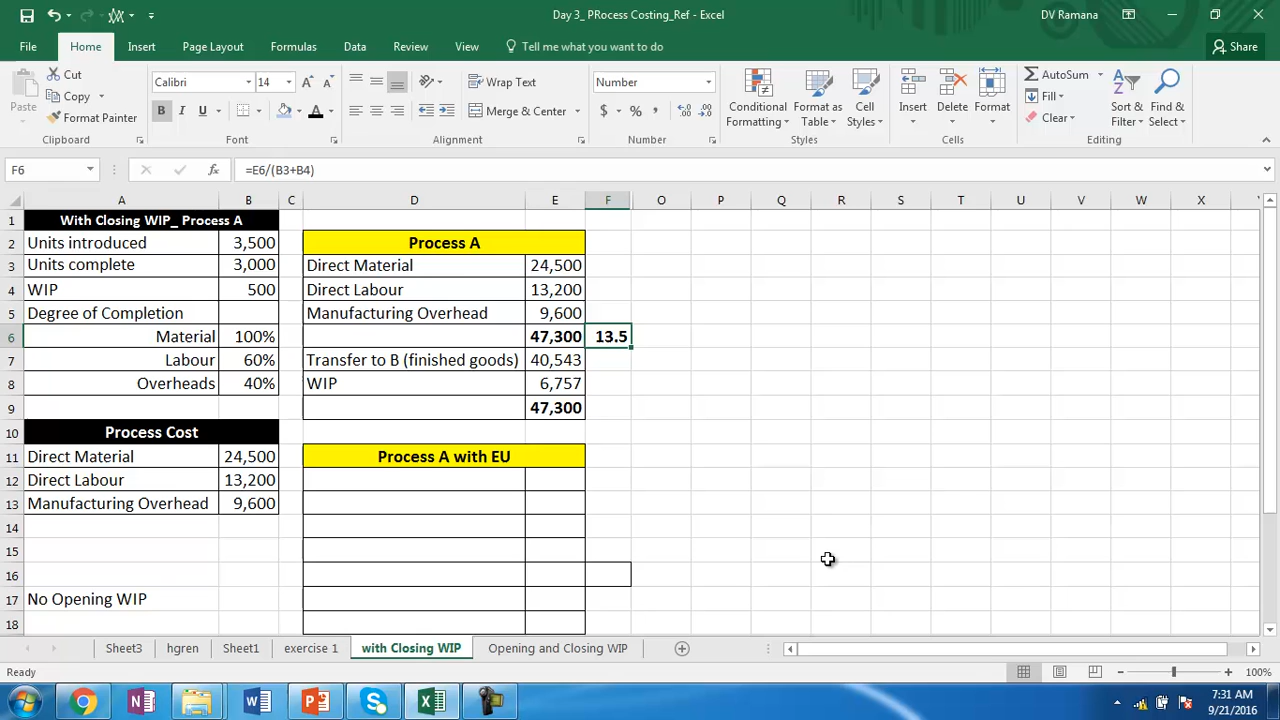 Day 3_ PRocess Costing_Ref - Excel
DV Ramana
File Home Insert Page Layout Formulas Data Review View Tell me what you want to do Share
Paste
Cut
Copy
Format Painter
Clipboard
Calibri 14
B I U
Font
Wrap Text
Merge & Center
Alignment
Number
$ % ,
Number
Conditional Formatting
Format as Table
Cell Styles
Styles
Insert
Delete
Format
Cells
AutoSum
Fill
Clear
Sort & Filter
Find & Select
Editing
F6 fx =E6/(B3+B4)
A B C D E F O P Q R S T U V W X
1 With Closing WIP_ Process A
2 Units introduced 3,500 Process A
3 Units complete 3,000 Direct Material 24,500
4 WIP 500 Direct Labour 13,200
5 Degree of Completion Manufacturing Overhead 9,600
6 Material 100% 47,300 13.5
7 Labour 60% Transfer to B (finished goods) 40,543
8 Overheads 40% WIP 6,757
9 47,300
10 Process Cost
11 Direct Material 24,500 Process A with EU
12 Direct Labour 13,200
13 Manufacturing Overhead 9,600
14
15
16
17 No Opening WIP
18
Sheet3 hgren Sheet1 exercise 1 with Closing WIP Opening and Closing WIP
Ready
100%
7:31 AM
9/21/2016